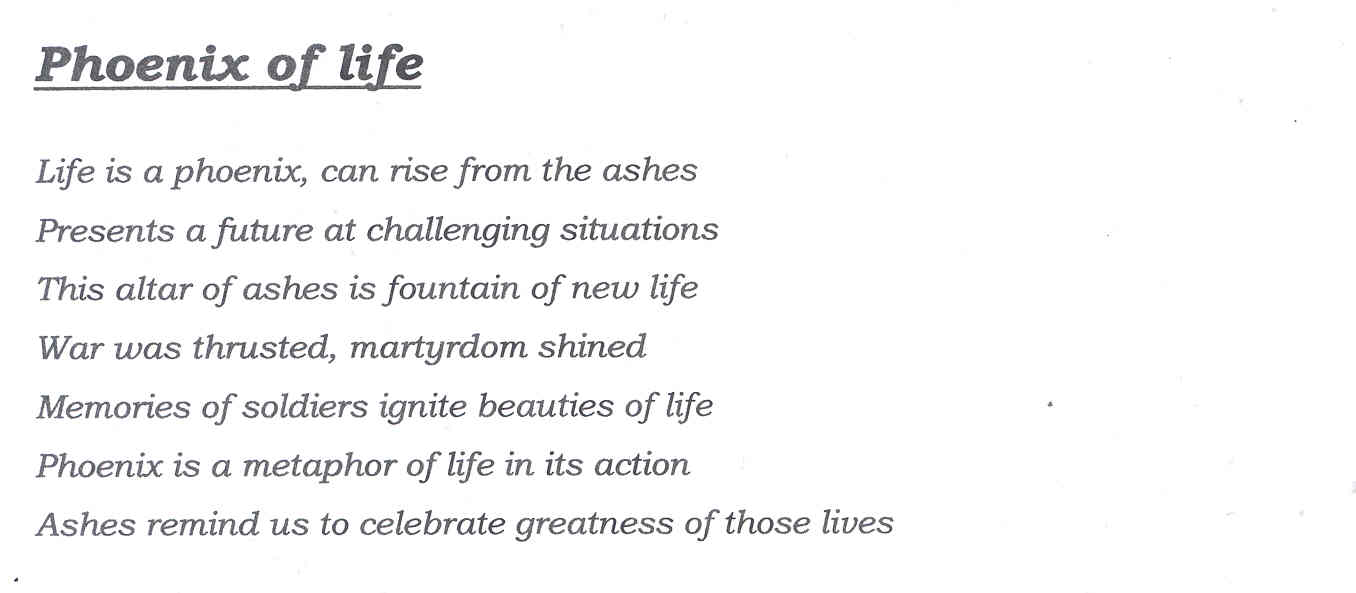 Phoenix of life
Life is a phoenix, can rise from the ashes
Presents a future at challenging situations
This altar of ashes is fountain of new life
War was thrusted, martyrdom shined
Memories of soldiers ignite beauties of life
Phoenix is a metaphor of life in its action
Ashes remind us to celebrate greatness of those lives